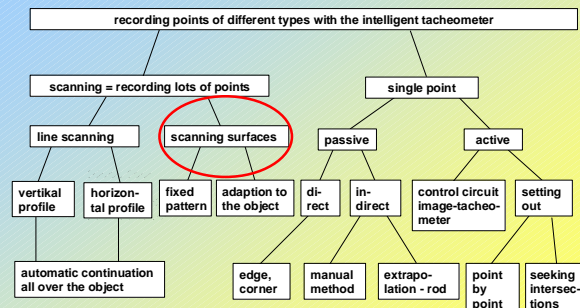 recording points of different types with the intelligent tacheometer
scanning = recording lots of points
single point
line scanning
scanning surfaces
passive
active
vertikal
profile
horizon-
tal profile
fixed
pattern
adaption to
the object
di-
rect
in-
direct
control circuit
image-tacheo-
meter
setting
out
automatic continuation
all over the object
edge,
corner
manual
method
extrapo-
lation - rod
point
by
point
seeking
intersec-
tions